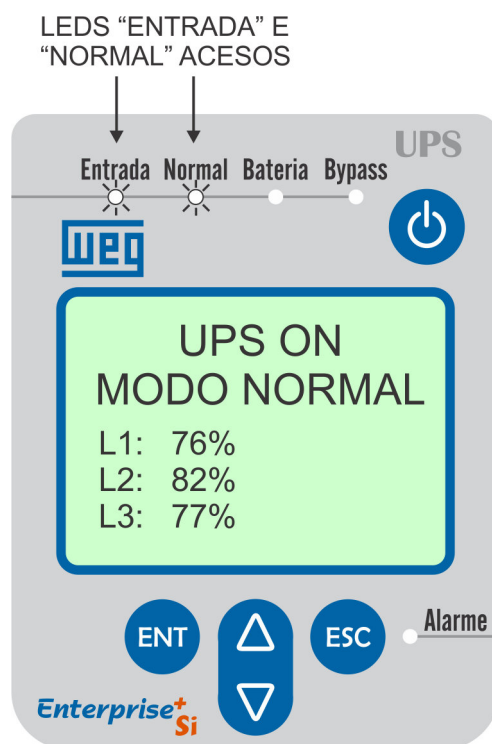 LEDS “ENTRADA” E
“NORMAL” ACESOS
UPS
Entrada Normal Bateria Bypass
WEG
UPS ON
MODO NORMAL
L1: 76%
L2: 82%
L3: 77%
ENT
ESC
Alarme
Enterprise+
Si